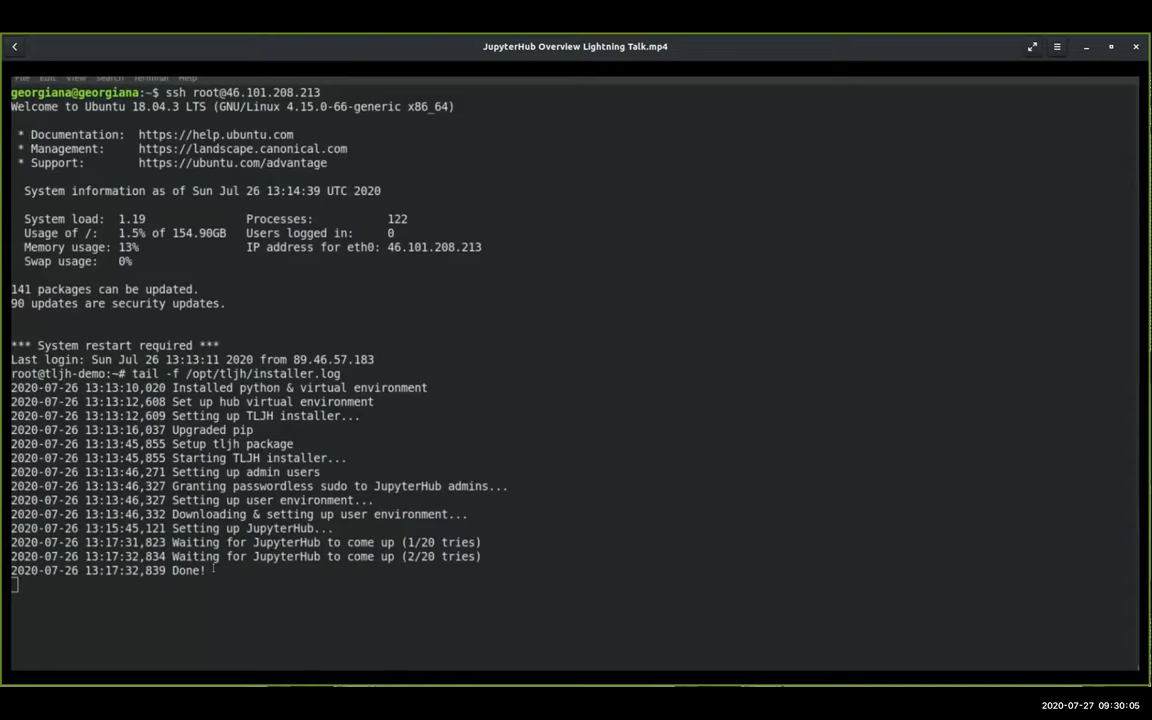 JupyterHub Overview Lightning Talk.mp4
File Edit View Search Terminal Help
georgiana@georgiana:~$ ssh root@46.101.208.213
Welcome to Ubuntu 18.04.3 LTS (GNU/Linux 4.15.0-66-generic x86_64)
* Documentation: https://help.ubuntu.com
* Management: https://landscape.canonical.com
* Support: https://ubuntu.com/advantage
System information as of Sun Jul 26 13:14:39 UTC 2020
System load: 1.19 Processes: 122
Usage of /: 1.5% of 154.90GB Users logged in: 0
Memory usage: 13% IP address for eth0: 46.101.208.213
Swap usage: 0%
141 packages can be updated.
90 updates are security updates.
*** System restart required ***
Last login: Sun Jul 26 13:13:11 2020 from 89.46.57.183
root@tljh-demo:~# tail -f /opt/tljh/installer.log
2020-07-26 13:13:10,020 Installed python & virtual environment
2020-07-26 13:13:12,608 Set up hub virtual environment
2020-07-26 13:13:12,609 Setting up TLJH installer...
2020-07-26 13:13:16,037 Upgraded pip
2020-07-26 13:13:45,855 Setup tljh package
2020-07-26 13:13:45,855 Starting TLJH installer...
2020-07-26 13:13:46,271 Setting up admin users
2020-07-26 13:13:46,327 Granting passwordless sudo to JupyterHub admins...
2020-07-26 13:13:46,327 Setting up user environment...
2020-07-26 13:13:46,332 Downloading & setting up user environment...
2020-07-26 13:15:45,121 Setting up JupyterHub...
2020-07-26 13:17:31,823 Waiting for JupyterHub to come up (1/20 tries)
2020-07-26 13:17:32,834 Waiting for JupyterHub to come up (2/20 tries)
2020-07-26 13:17:32,839 Done!
2020-07-27 09:30:05